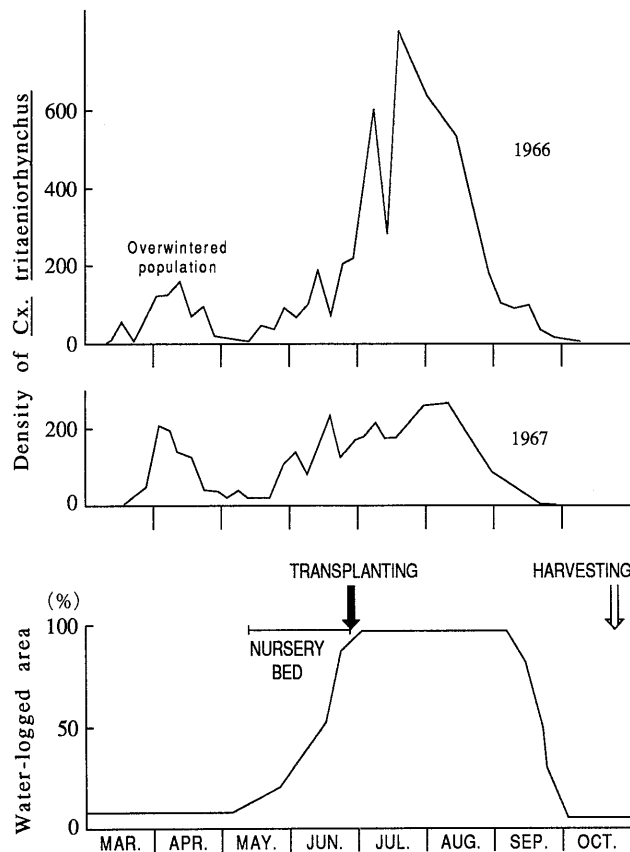 Density of Cx. tritaeniorhynchus
600
400
200
0
Overwintered
population
1966
200
0
1967
TRANSPLANTING
HARVESTING
(%)
Water-logged area
100
50
0
NURSERY
BED
MAR. APR. MAY. JUN. JUL. AUG. SEP. OCT.